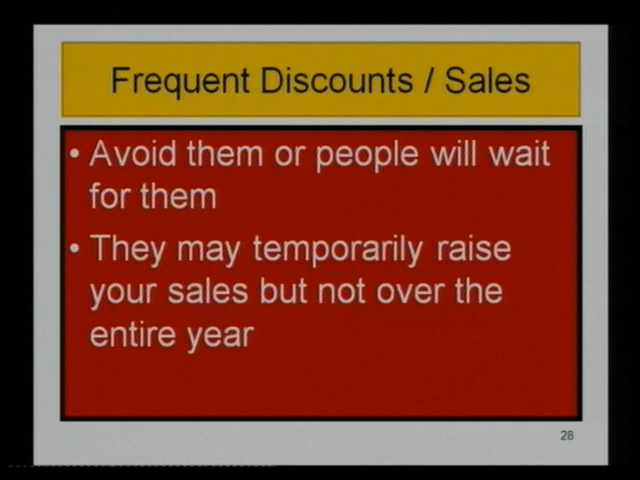 Frequent Discounts / Sales
• Avoid them or people will wait
for them
• They may temporarily raise
your sales but not over the
entire year
28